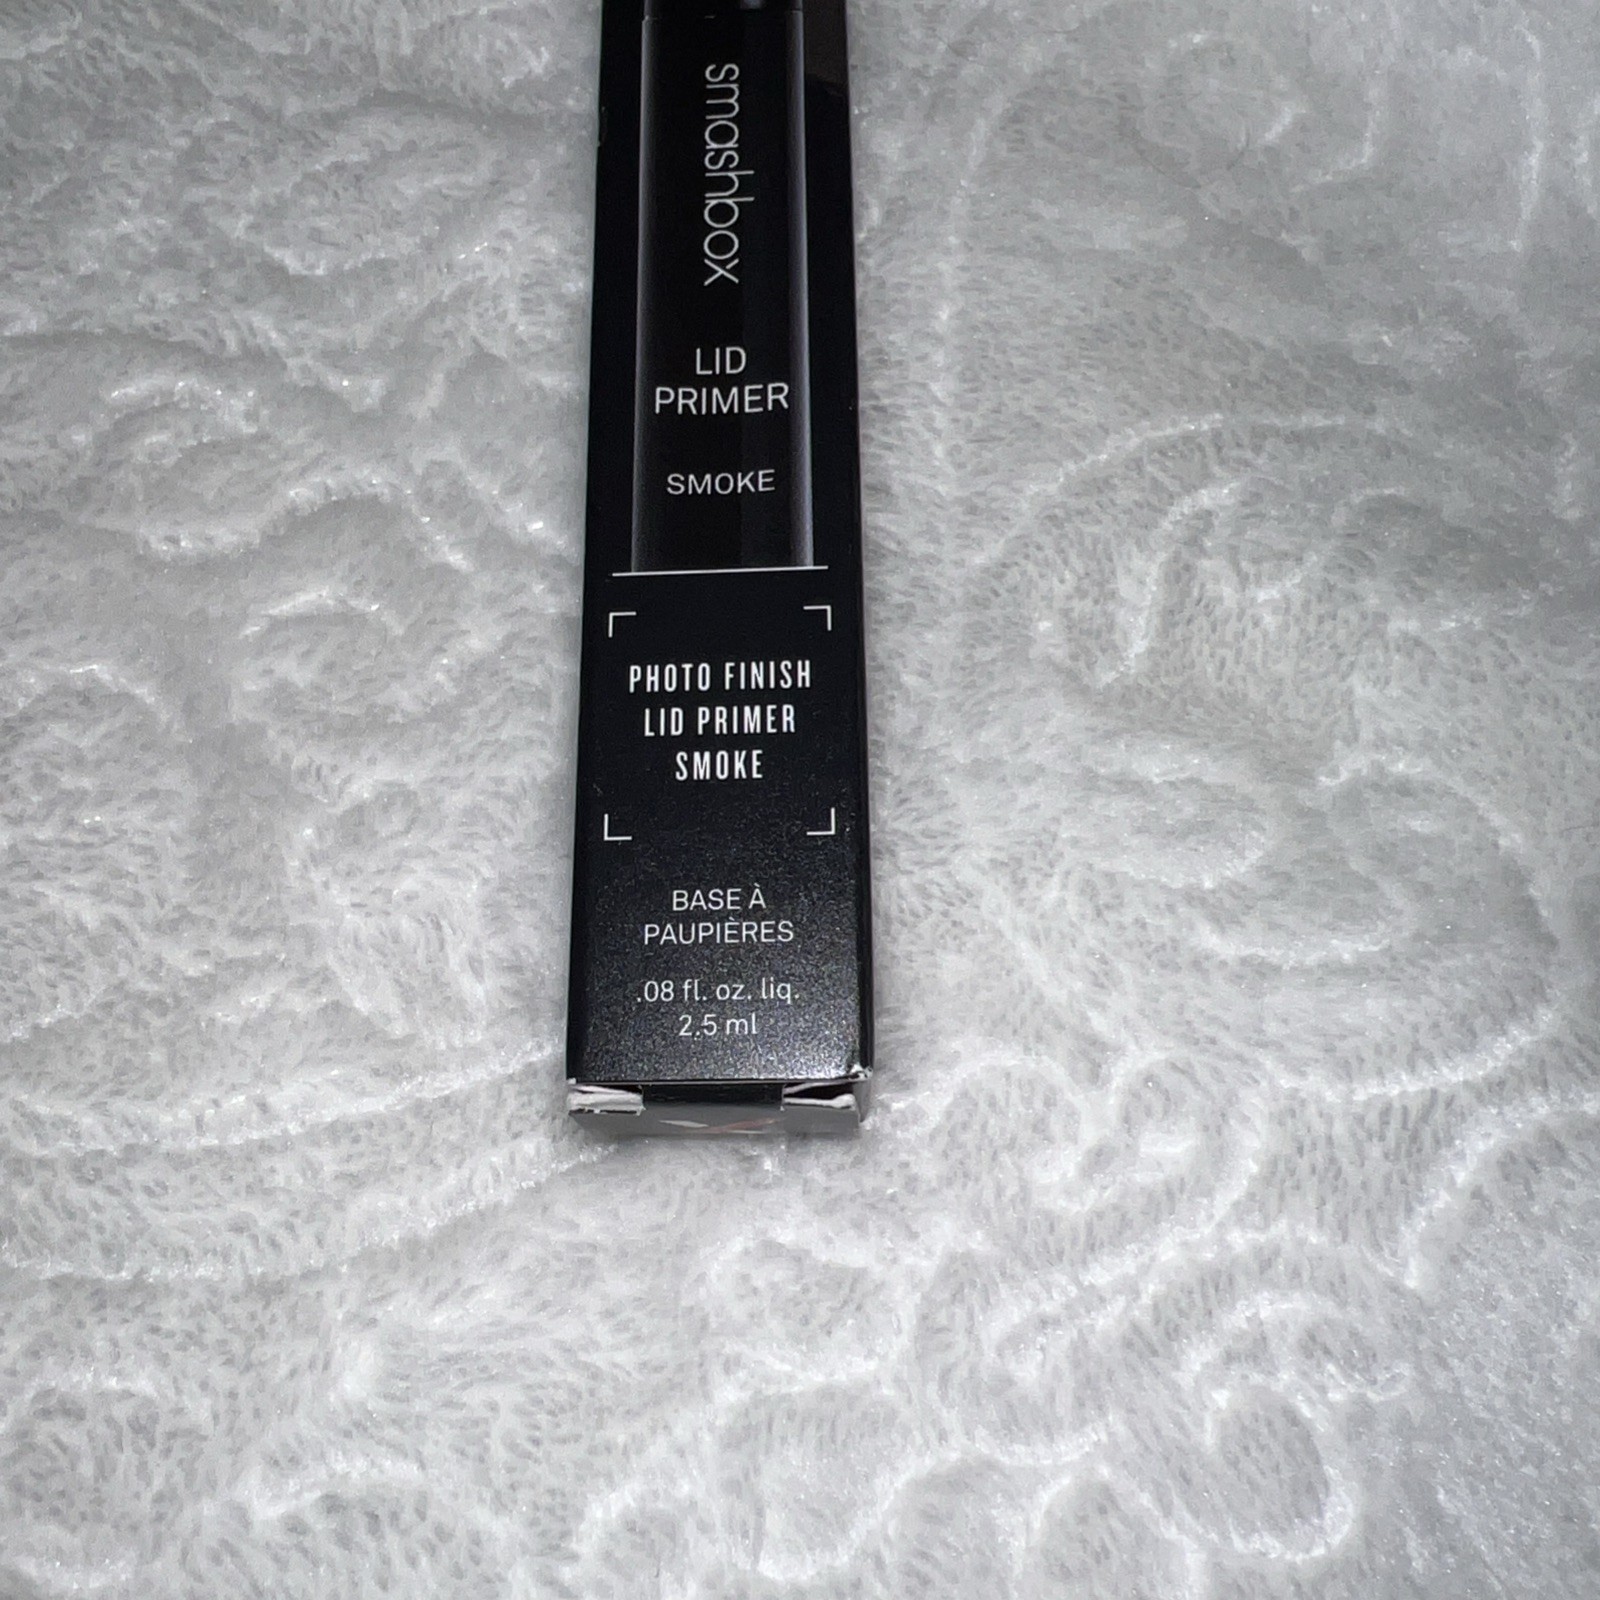 smashbox
LID
PRIMER
SMOKE
PHOTO FINISH
LID PRIMER
SMOKE
BASE À
PAUPIÈRES
.08 fl. oz. liq.
2.5 ml